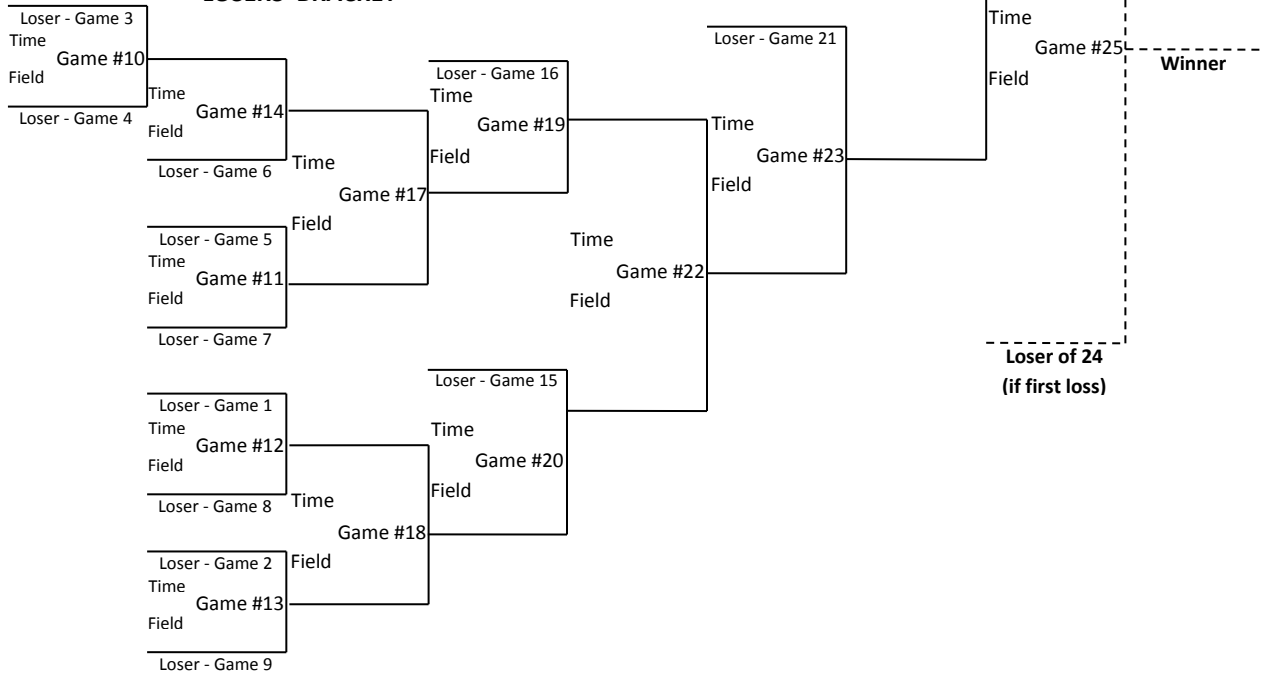 LOSERS' BRACKET
Loser - Game 3
Time
Game #10
Field
Loser - Game 4
Time
Game #14
Field
Loser - Game 6
Loser - Game 5
Time
Game #11
Field
Loser - Game 7
Time
Game #17
Field
Loser - Game 16
Time
Game #19
Field
Loser - Game 1
Time
Game #12
Field
Loser - Game 8
Loser - Game 2
Time
Game #13
Field
Loser - Game 9
Time
Game #18
Field
Loser - Game 15
Time
Game #20
Field
Time
Game #22
Field
Loser - Game 21
Time
Game #23
Field
Time
Game #25
Field
Winner
Loser of 24
(if first loss)